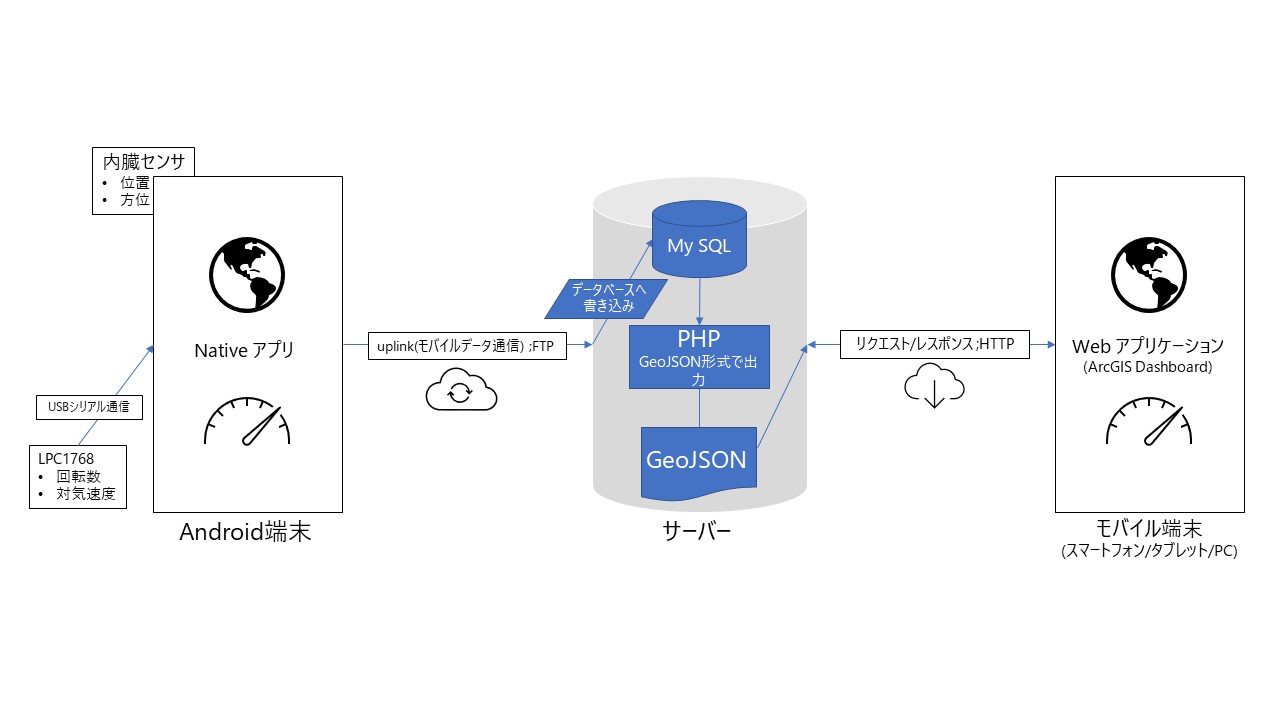 内臓センサ
• 位置
• 方位
Native アプリ
USBシリアル通信
LPC1768
• 回転数
• 対気速度
Android端末
uplink(モバイルデータ通信) ;FTP
データベースへ
書き込み
My SQL
PHP
GeoJSON形式で出
力
GeoJSON
サーバー
リクエスト/レスポンス;HTTP
Web アプリケーション
(ArcGIS Dashboard)
モバイル端末
(スマートフォン/タブレット/PC)